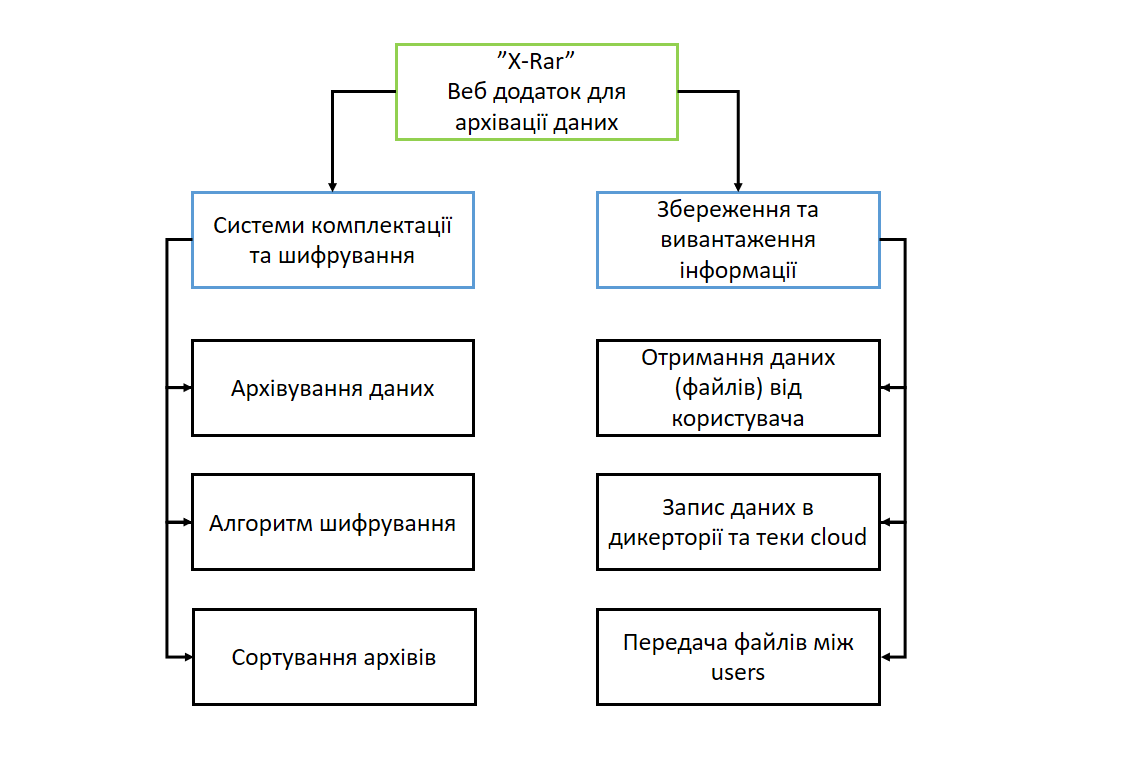 ”X-Rar”
Веб додаток для
архівації даних
Системи комплектації
та шифрування
Збереження та
вивантаження
інформації
Архівування даних
Отримання даних
(файлів) від
користувача
Алгоритм шифрування
Запис даних в
дикерторії та теки cloud
Сортування архівів
Передача файлів між
users